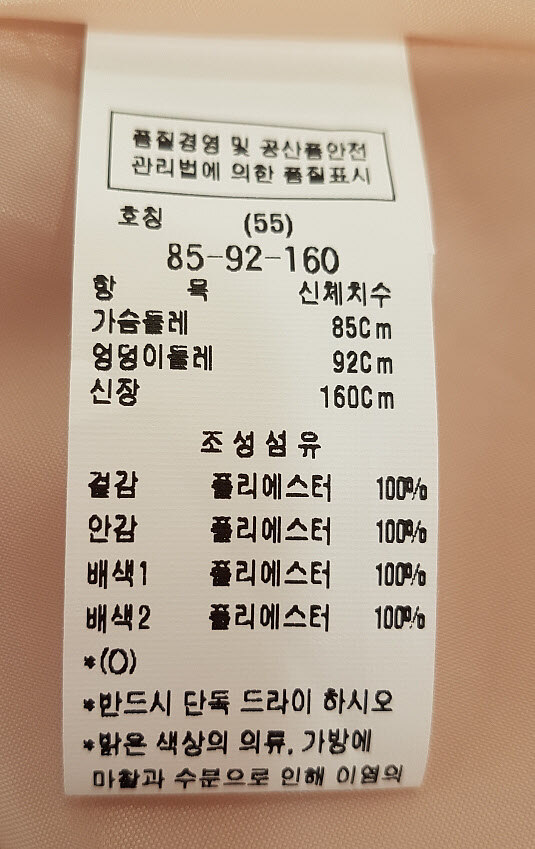 품질경영 및 공산품안전
관리법에 의한 품질표시
호칭 (55)
85-92-160
항 목 신체치수
가슴둘레 85Cm
엉덩이둘레 92Cm
신장 160Cm
조성섬유
겉감 폴리에스터 100%
안감 폴리에스터 100%
배색1 폴리에스터 100%
배색2 폴리에스터 100%
*(O)
*반드시 단독 드라이 하시오
*밝은 색상의 의류, 가방에
마찰과 수분으로 인해 이염의